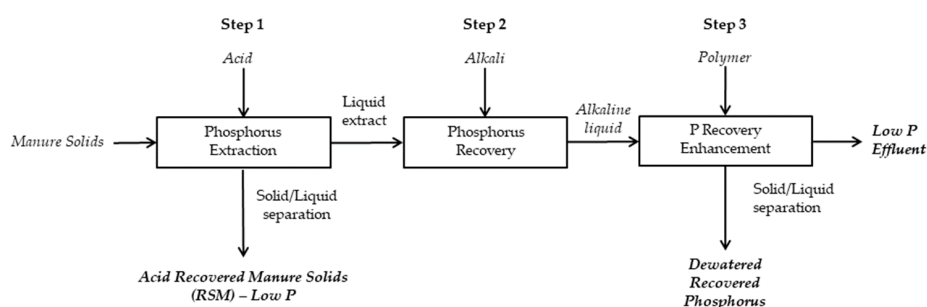 Step 1
Step 2
Step 3
Acid
Alkali
Polymer
Manure Solids
Phosphorus
Extraction
Liquid
extract
Phosphorus
Recovery
Alkaline
liquid
P Recovery
Enhancement
Low P
Effluent
Solid/Liquid
separation
Solid/Liquid
separation
Acid Recovered Manure Solids
(RSM) – Low P
Dewatered
Recovered
Phosphorus